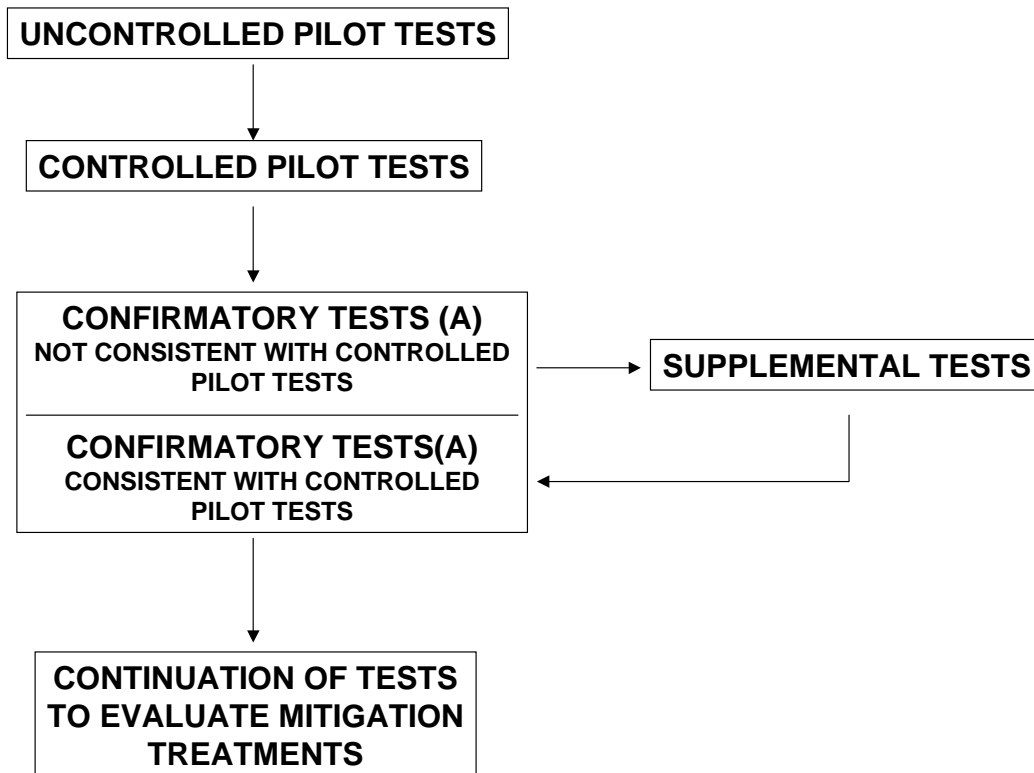 UNCONTROLLED PILOT TESTS
CONTROLLED PILOT TESTS
CONFIRMATORY TESTS (A)
NOT CONSISTENT WITH CONTROLLED
PILOT TESTS
SUPPLEMENTAL TESTS
CONFIRMATORY TESTS(A)
CONSISTENT WITH CONTROLLED
PILOT TESTS
CONTINUATION OF TESTS
TO EVALUATE MITIGATION
TREATMENTS